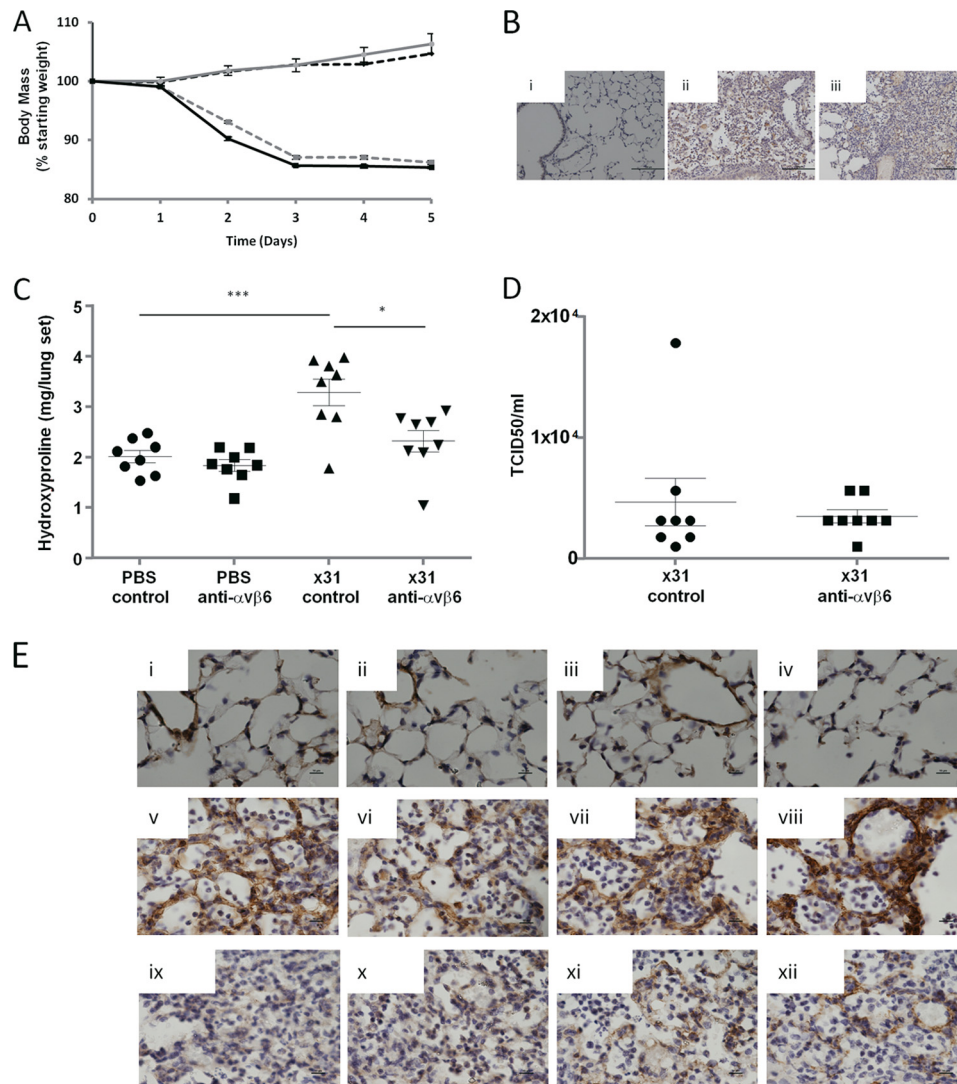 A
110
100
90
80
Body Mass
(% starting weight)
0 1 2 3 4 5
Time (Days)
B
i ii iii
C
5
4
3
2
1
0
Hydroxyproline (mg/lung set)
*** *
PBS
control
PBS
anti-αvβ6
x31
control
x31
anti-αvβ6
D
2x10⁴
1x10⁴
0
TCID50/ml
x31
control
x31
anti-αvβ6
E
i ii iii iv
v vi vii viii
ix x xi xii